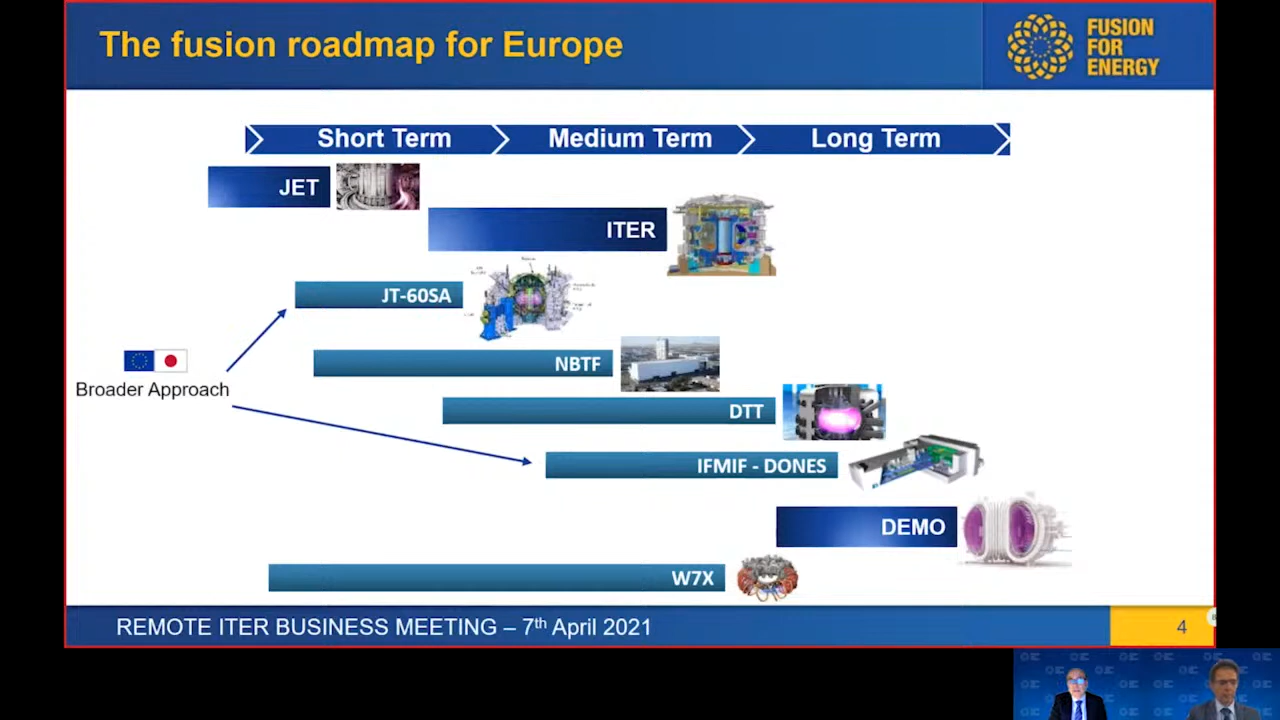 The fusion roadmap for Europe
FUSION
FOR
ENERGY
Short Term
Medium Term
Long Term
JET
ITER
JT-60SA
NBTF
Broader Approach
DTT
IFMIF - DONES
DEMO
W7X
REMOTE ITER BUSINESS MEETING – 7th April 2021
4